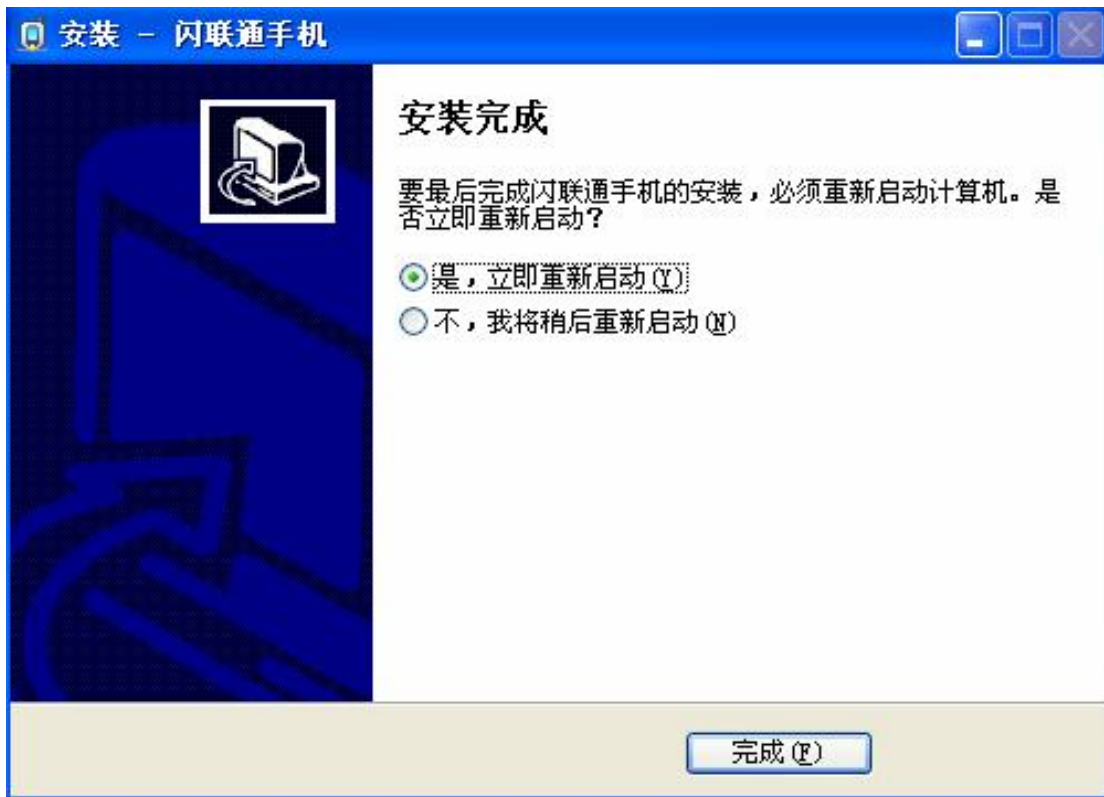 安装 - 闪联通手机
安装完成
要最后完成闪联通手机的安装，必须重新启动计算机。是
否立即重新启动？
是，立即重新启动(Y)
不，我将稍后重新启动(N)
完成(F)